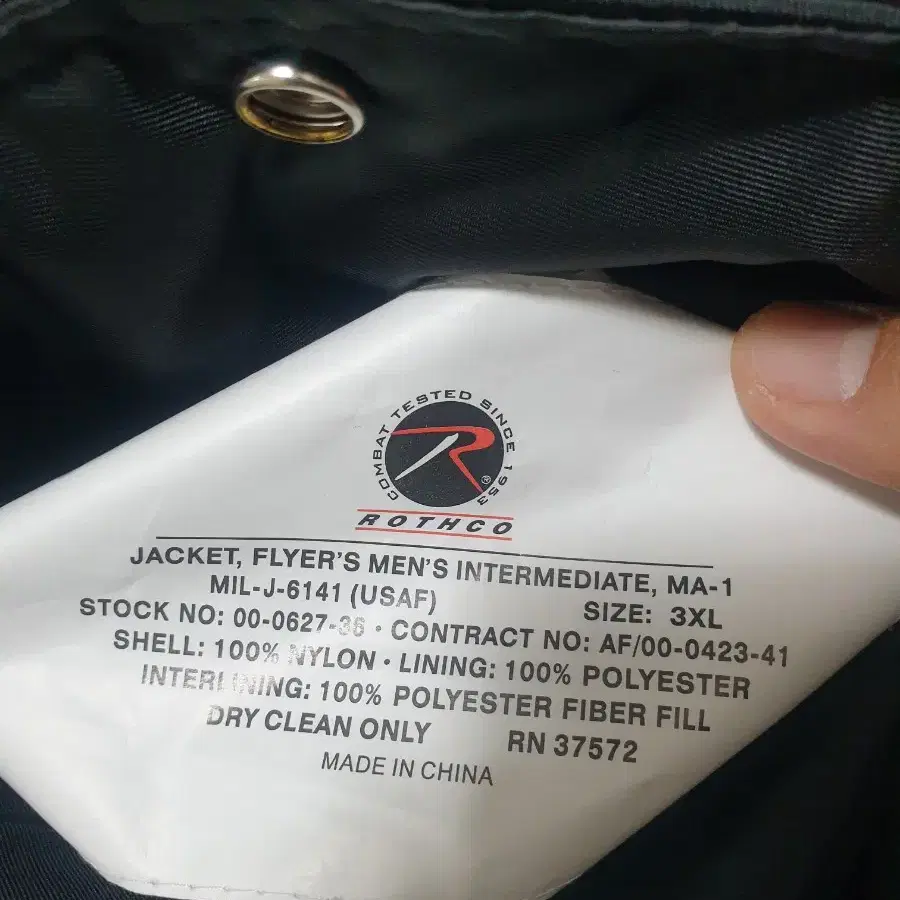 COMBAT TESTED SINCE 1953
R®
ROTHCO
JACKET, FLYER'S MEN'S INTERMEDIATE, MA-1
MIL-J-6141 (USAF) SIZE: 3XL
STOCK NO: 00-0627-36 • CONTRACT NO: AF/00-0423-41
SHELL: 100% NYLON • LINING: 100% POLYESTER
INTERLINING: 100% POLYESTER FIBER FILL
DRY CLEAN ONLY RN 37572
MADE IN CHINA